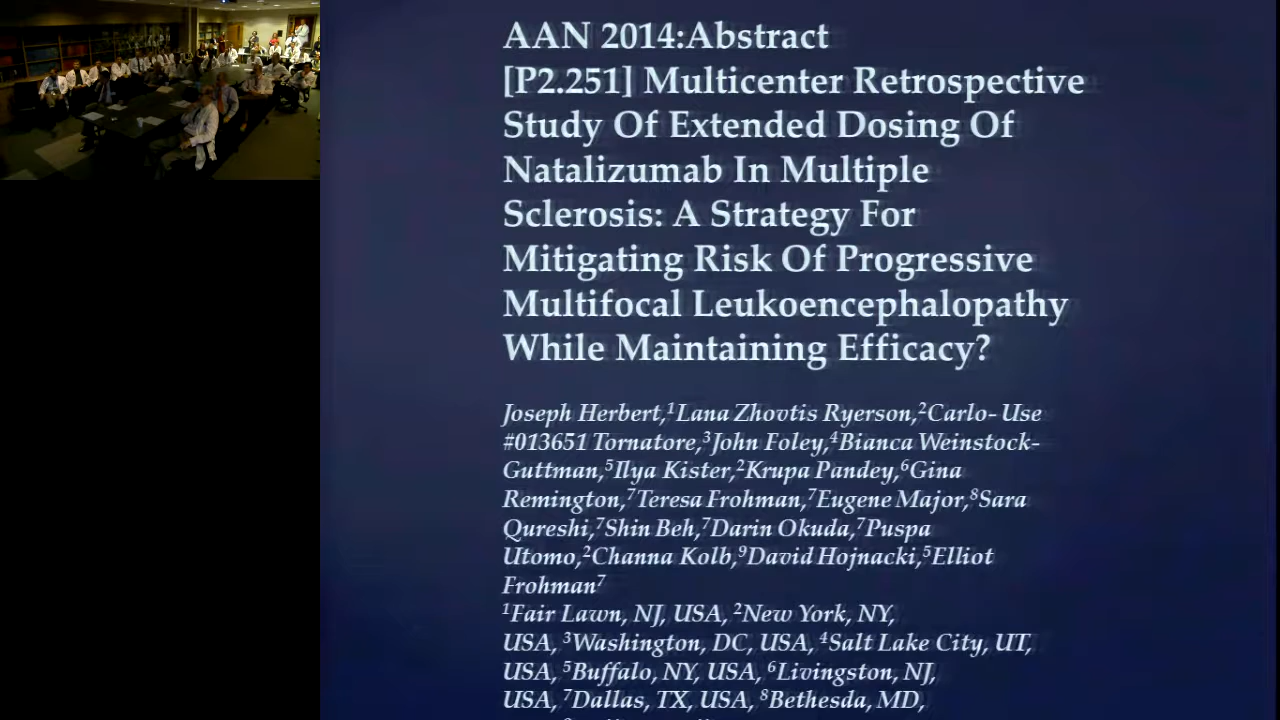 AAN 2014:Abstract
[P2.251] Multicenter Retrospective
Study Of Extended Dosing Of
Natalizumab In Multiple
Sclerosis: A Strategy For
Mitigating Risk Of Progressive
Multifocal Leukoencephalopathy
While Maintaining Efficacy?
Joseph Herbert,¹Lana Zhovtis Ryerson,²Carlo- Use
#013651 Tornatore,³John Foley,⁴Bianca Weinstock-
Guttman,⁵Ilya Kister,²Krupa Pandey,⁶Gina
Remington,⁷Teresa Frohman,⁷Eugene Major,⁸Sara
Qureshi,⁷Shin Beh,⁷Darin Okuda,⁷Puspa
Utomo,²Channa Kolb,⁹David Hojnacki,⁵Elliot
Frohman⁷
¹Fair Lawn, NJ, USA, ²New York, NY,
USA, ³Washington, DC, USA, ⁴Salt Lake City, UT,
USA, ⁵Buffalo, NY, USA, ⁶Livingston, NJ,
USA, ⁷Dallas, TX, USA, ⁸Bethesda, MD,